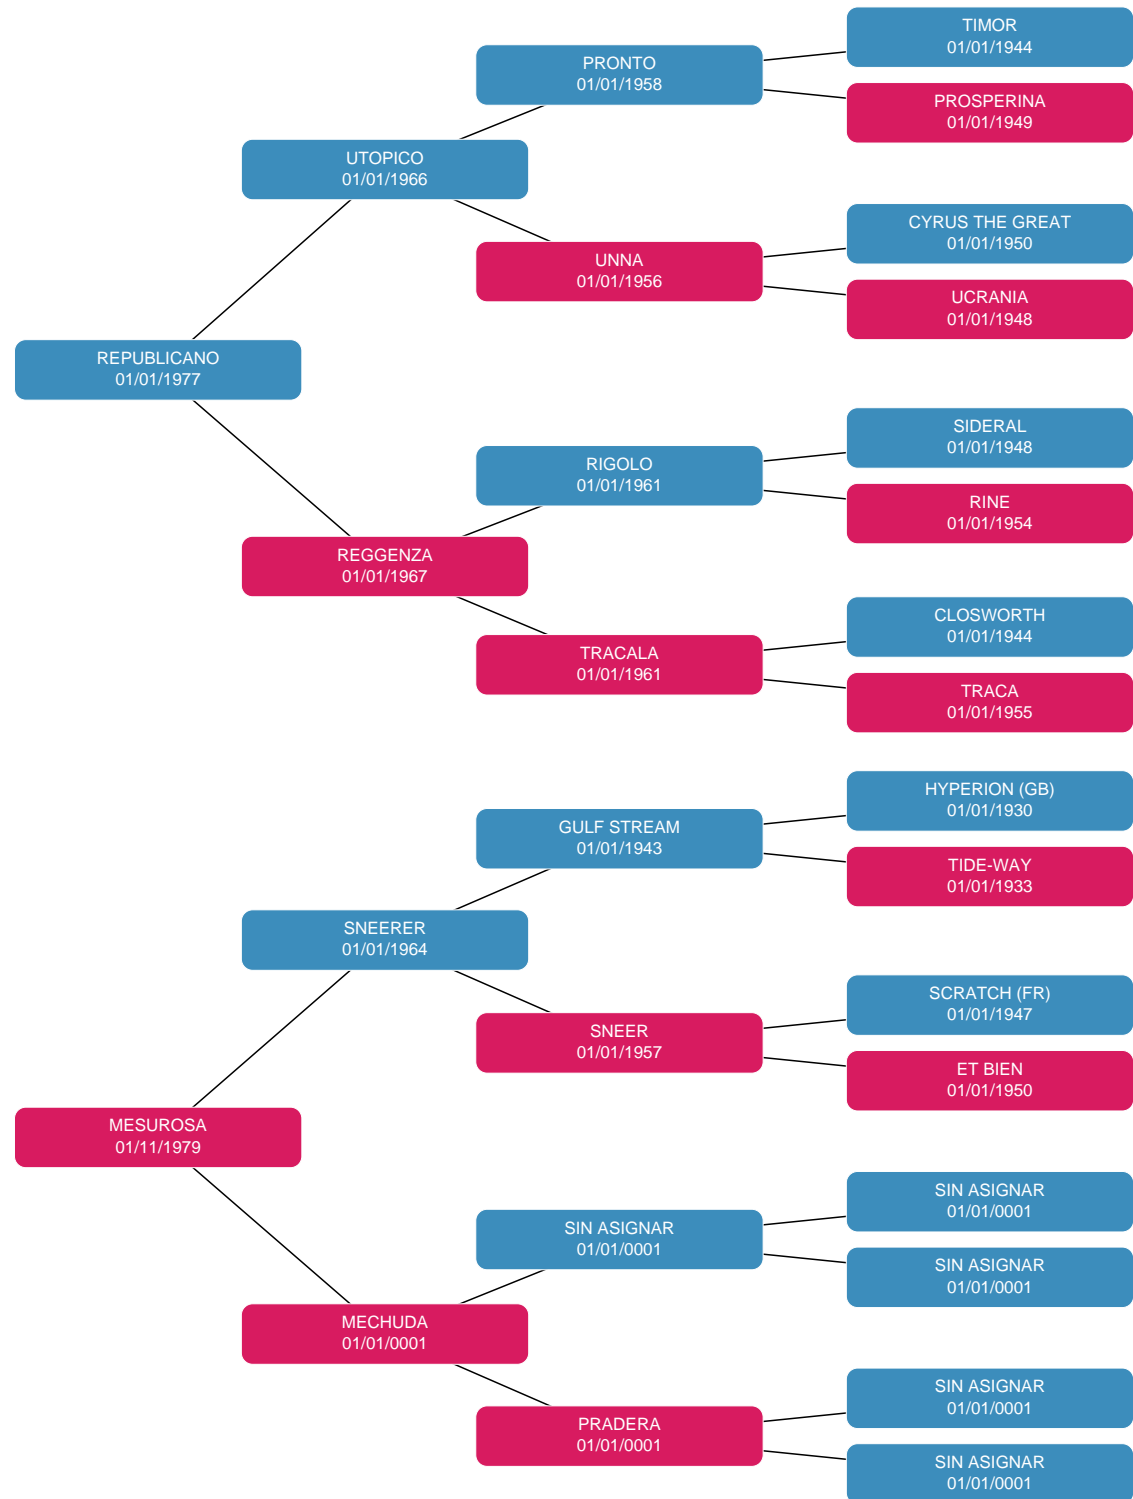 TIMOR
01/01/1944
PRONTO
01/01/1958
PROSPERINA
01/01/1949
UTOPICO
01/01/1966
CYRUS THE GREAT
01/01/1950
UNNA
01/01/1956
UCRANIA
01/01/1948
REPUBLICANO
01/01/1977
SIDERAL
01/01/1948
RIGOLO
01/01/1961
RINE
01/01/1954
REGGENZA
01/01/1967
CLOSWORTH
01/01/1944
TRACALA
01/01/1961
TRACA
01/01/1955
HYPERION (GB)
01/01/1930
GULF STREAM
01/01/1943
TIDE-WAY
01/01/1933
SNEERER
01/01/1964
SCRATCH (FR)
01/01/1947
SNEER
01/01/1957
ET BIEN
01/01/1950
MESUROSA
01/11/1979
SIN ASIGNAR
01/01/0001
SIN ASIGNAR
01/01/0001
SIN ASIGNAR
01/01/0001
MECHUDA
01/01/0001
SIN ASIGNAR
01/01/0001
PRADERA
01/01/0001
SIN ASIGNAR
01/01/0001